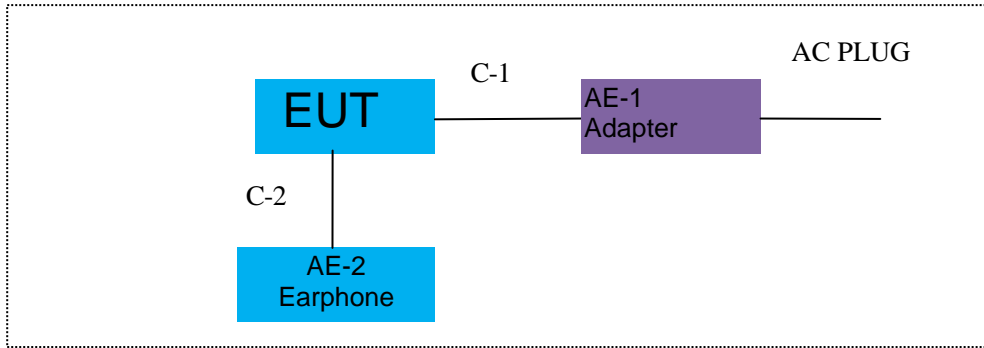 AC PLUG
C-1
EUT
AE-1
Adapter
C-2
AE-2
Earphone